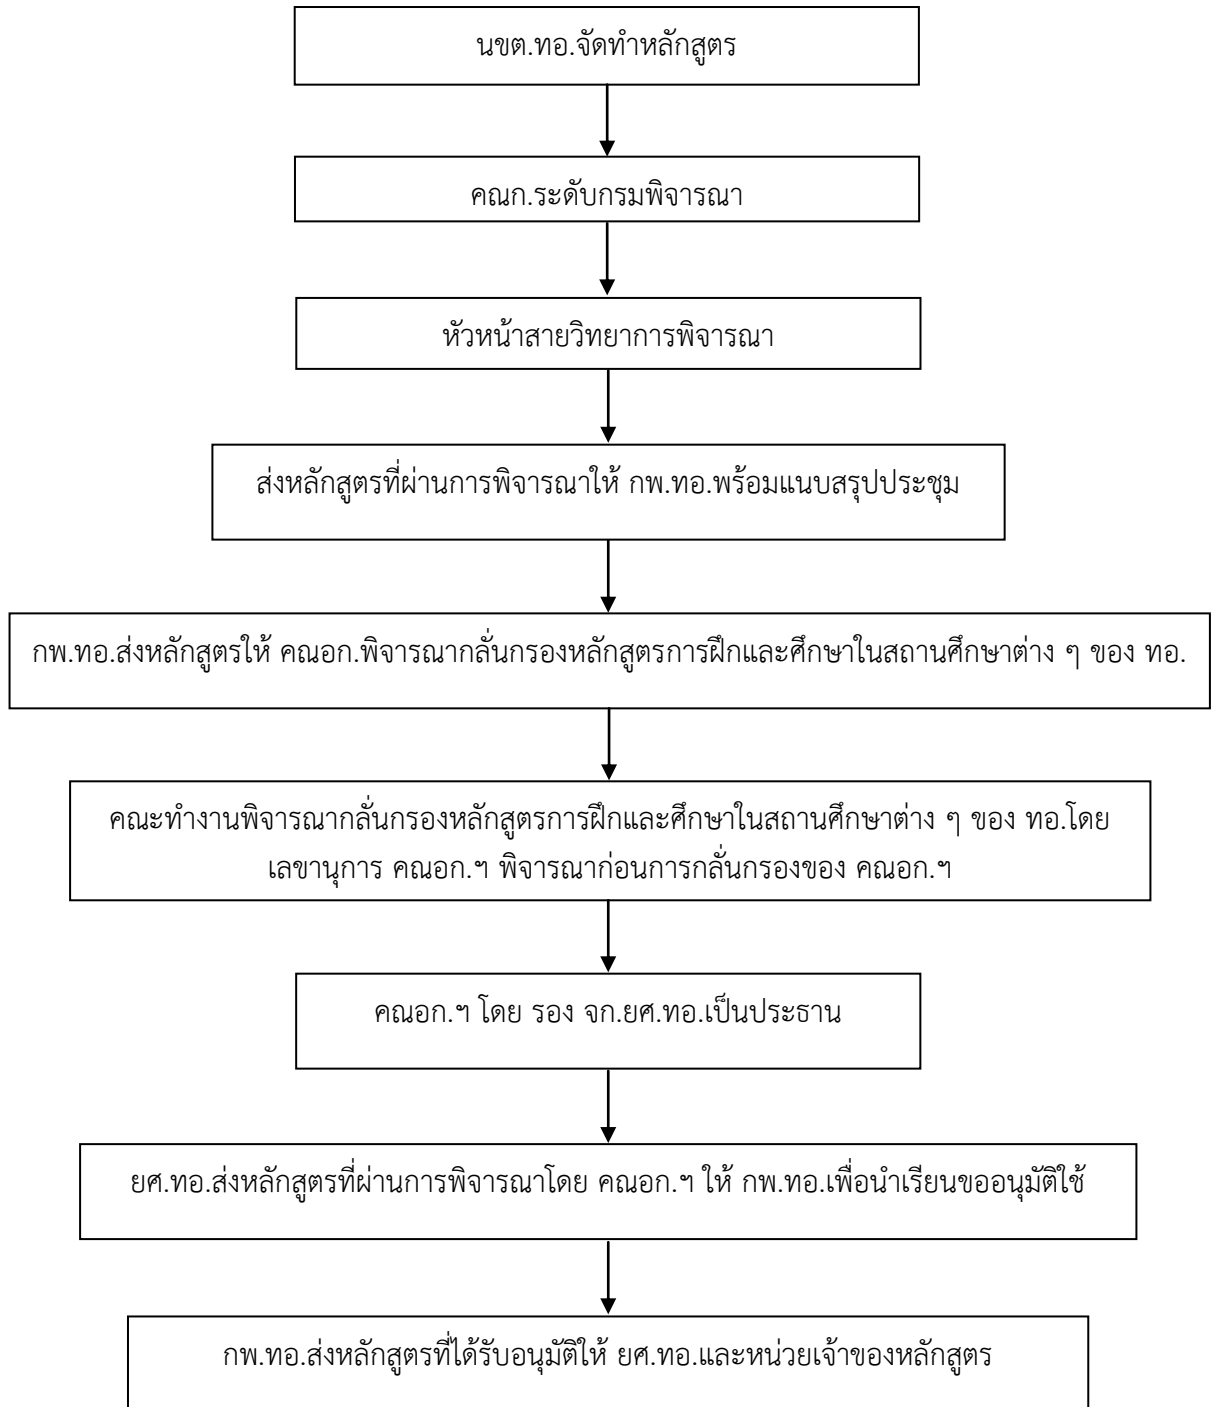 นขต.ทอ.จัดทำหลักสูตร
คณก.ระดับกรมพิจารณา
หัวหน้าสายวิทยาการพิจารณา
ส่งหลักสูตรที่ผ่านการพิจารณาให้ กพ.ทอ.พร้อมแนบสรุปประชุม
กพ.ทอ.ส่งหลักสูตรให้ คณอก.พิจารณากลั่นกรองหลักสูตรการฝึกและศึกษาในสถานศึกษาต่าง ๆ ของ ทอ.
คณะทำงานพิจารณากลั่นกรองหลักสูตรการฝึกและศึกษาในสถานศึกษาต่าง ๆ ของ ทอ.โดย
เลขานุการ คณอก.ฯ พิจารณาก่อนการกลั่นกรองของ คณอก.ฯ
คณอก.ฯ โดย รอง จก.ยศ.ทอ.เป็นประธาน
ยศ.ทอ.ส่งหลักสูตรที่ผ่านการพิจารณาโดย คณอก.ฯ ให้ กพ.ทอ.เพื่อนำเรียนขออนุมัติใช้
กพ.ทอ.ส่งหลักสูตรที่ได้รับอนุมัติให้ ยศ.ทอ.และหน่วยเจ้าของหลักสูตร